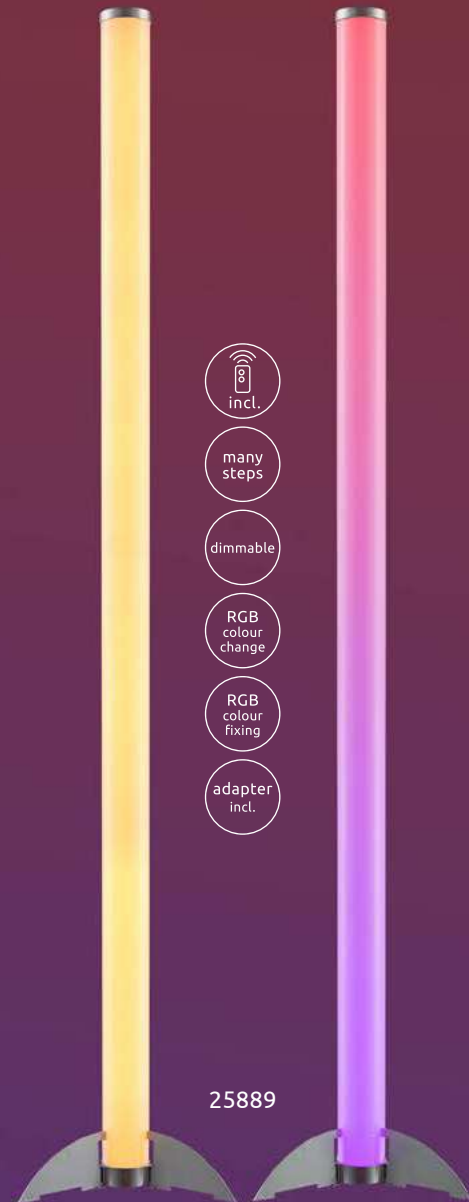 incl.
many
steps
dimmable
RGB
colour
change
RGB
colour
fixing
adapter
incl.
25889